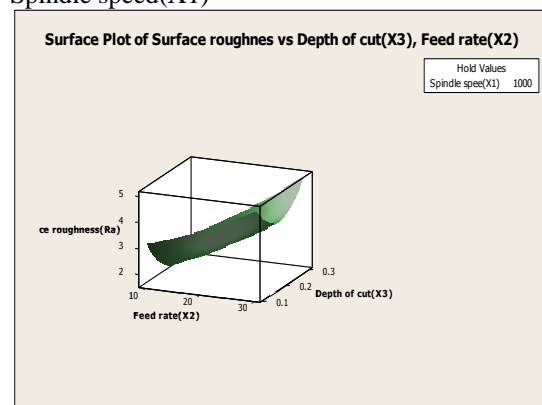 Spindle speed(X1)
Surface Plot of Surface roughnes vs Depth of cut(X3), Feed rate(X2)
Hold Values
Spindle spee(X1) 1000
5
4
ce roughness(Ra)
3
2
0.3
0.2
Depth of cut(X3)
0.1
10
20
30
Feed rate(X2)